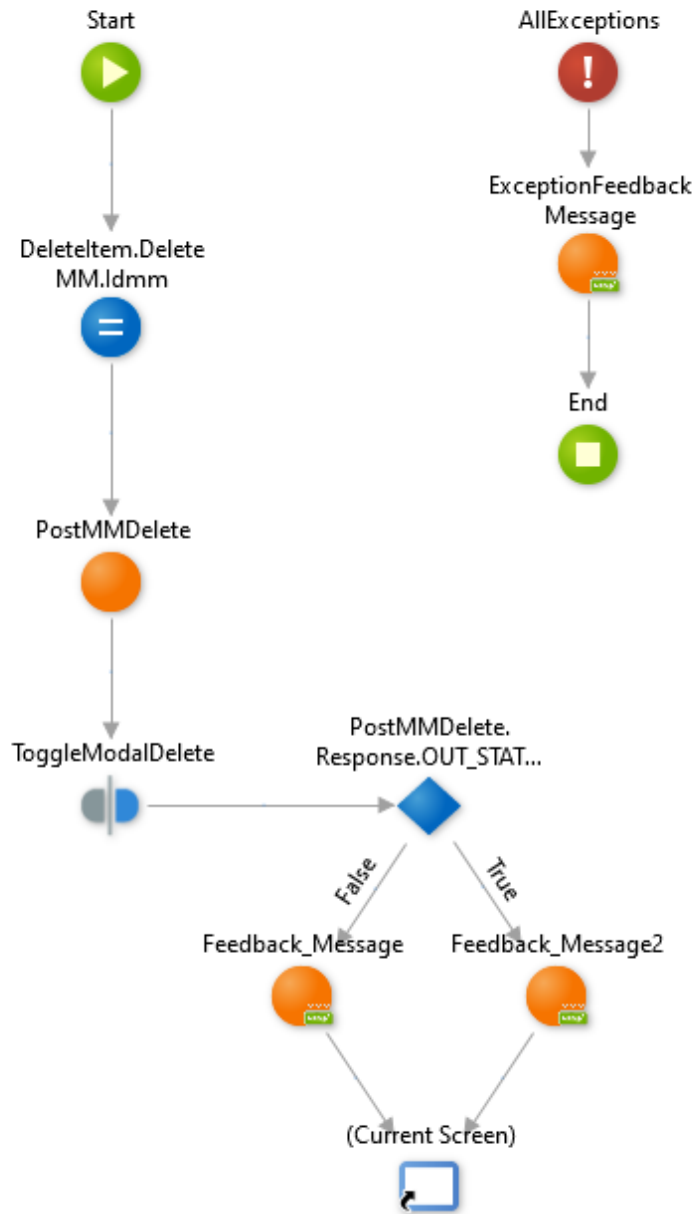 Start
AllExceptions
ExceptionFeedback
Message
DeleteItem.Delete
MM.Idmm
End
PostMMDelete
PostMMDelete.
Response.OUT_STAT...
ToggleModalDelete
False
True
Feedback_Message
Feedback_Message2
(Current Screen)